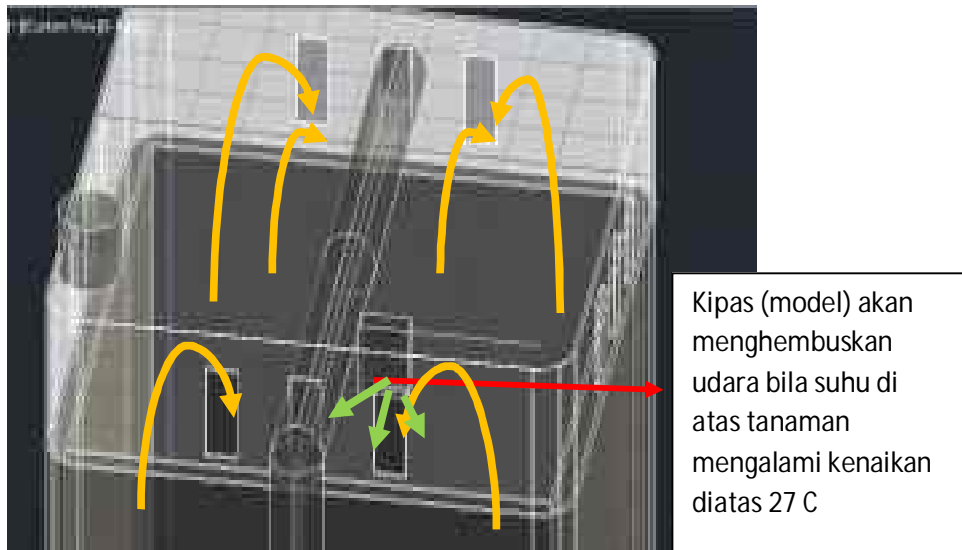 Kipas (model) akan
menghembuskan
udara bila suhu di
atas tanaman
mengalami kenaikan
diatas 27 C